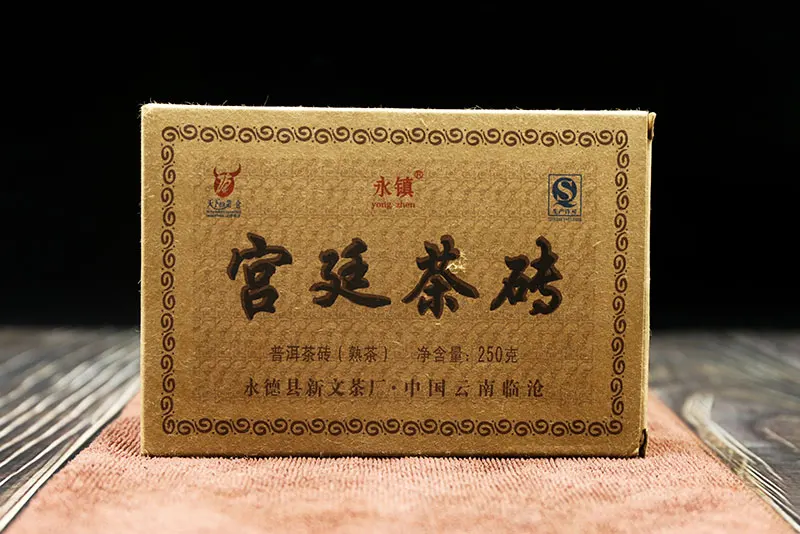 永镇®
yong zhen
宫廷茶砖
普洱茶砖（熟茶） 净含量：250克
永德县新文茶厂·中国云南临沧